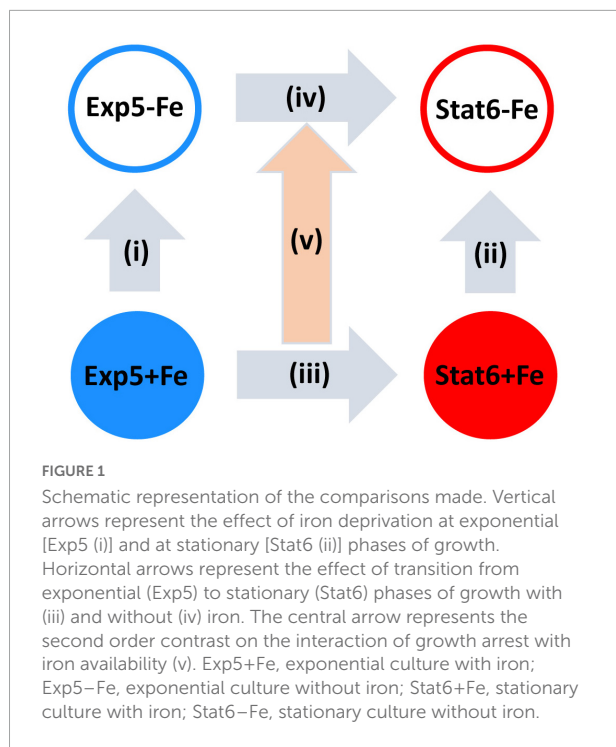 Exp5-Fe
(iv)
Stat6-Fe
(i)
(v)
(ii)
Exp5+Fe
(iii)
Stat6+Fe
FIGURE 1
Schematic representation of the comparisons made. Vertical
arrows represent the effect of iron deprivation at exponential
[Exp5 (i)] and at stationary [Stat6 (ii)] phases of growth.
Horizontal arrows represent the effect of transition from
exponential (Exp5) to stationary (Stat6) phases of growth with
(iii) and without (iv) iron. The central arrow represents the
second order contrast on the interaction of growth arrest with
iron availability (v). Exp5+Fe, exponential culture with iron;
Exp5–Fe, exponential culture without iron; Stat6+Fe, stationary
culture with iron; Stat6–Fe, stationary culture without iron.